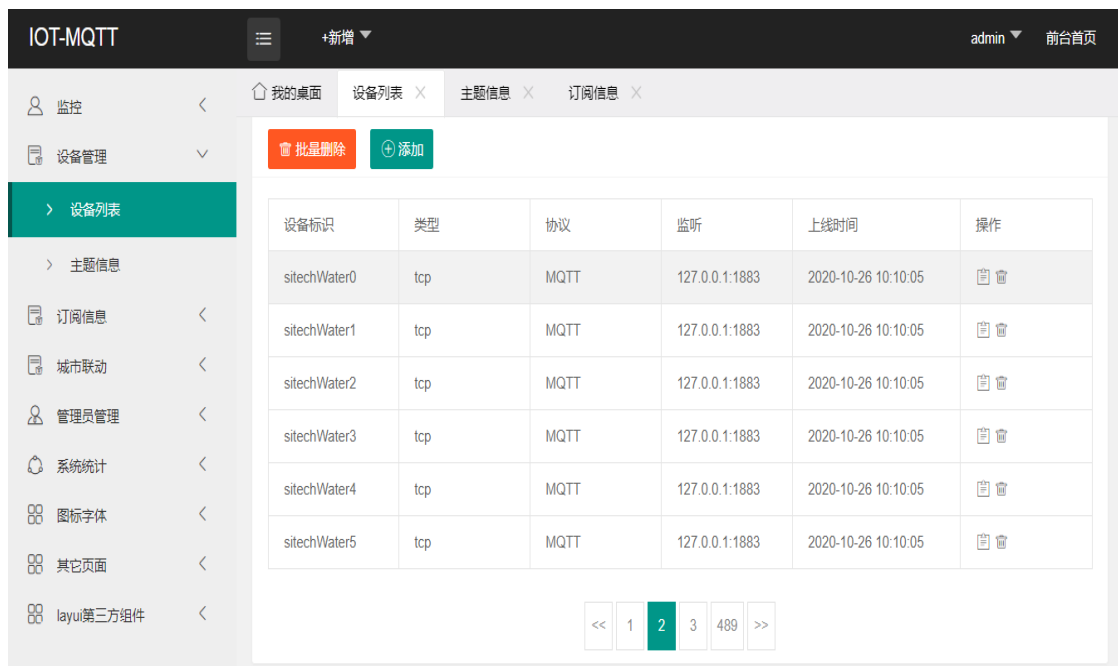 IOT-MQTT
+新增
admin
前台首页
监控
设备管理
设备列表
主题信息
订阅信息
城市联动
管理员管理
系统统计
图标字体
其它页面
layui第三方组件
我的桌面 设备列表 主题信息 订阅信息
批量删除 添加
设备标识 类型 协议 监听 上线时间 操作
sitechWater0 tcp MQTT 127.0.0.1:1883 2020-10-26 10:10:05
sitechWater1 tcp MQTT 127.0.0.1:1883 2020-10-26 10:10:05
sitechWater2 tcp MQTT 127.0.0.1:1883 2020-10-26 10:10:05
sitechWater3 tcp MQTT 127.0.0.1:1883 2020-10-26 10:10:05
sitechWater4 tcp MQTT 127.0.0.1:1883 2020-10-26 10:10:05
sitechWater5 tcp MQTT 127.0.0.1:1883 2020-10-26 10:10:05
<< 1 2 3 489 >>